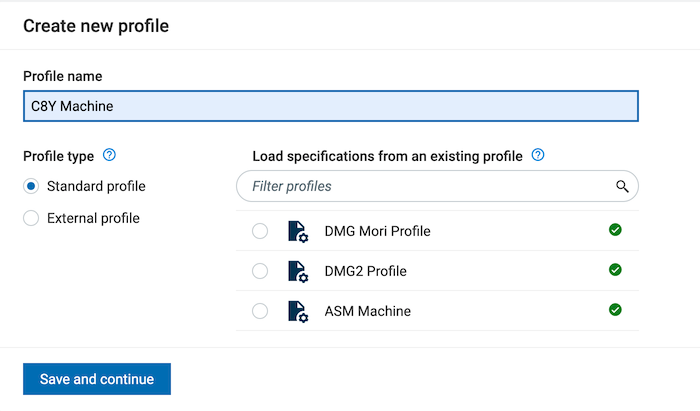 Create new profile
Profile name
C8Y Machine
Profile type
Standard profile
External profile
Load specifications from an existing profile
Filter profiles
DMG Mori Profile
DMG2 Profile
ASM Machine
Save and continue